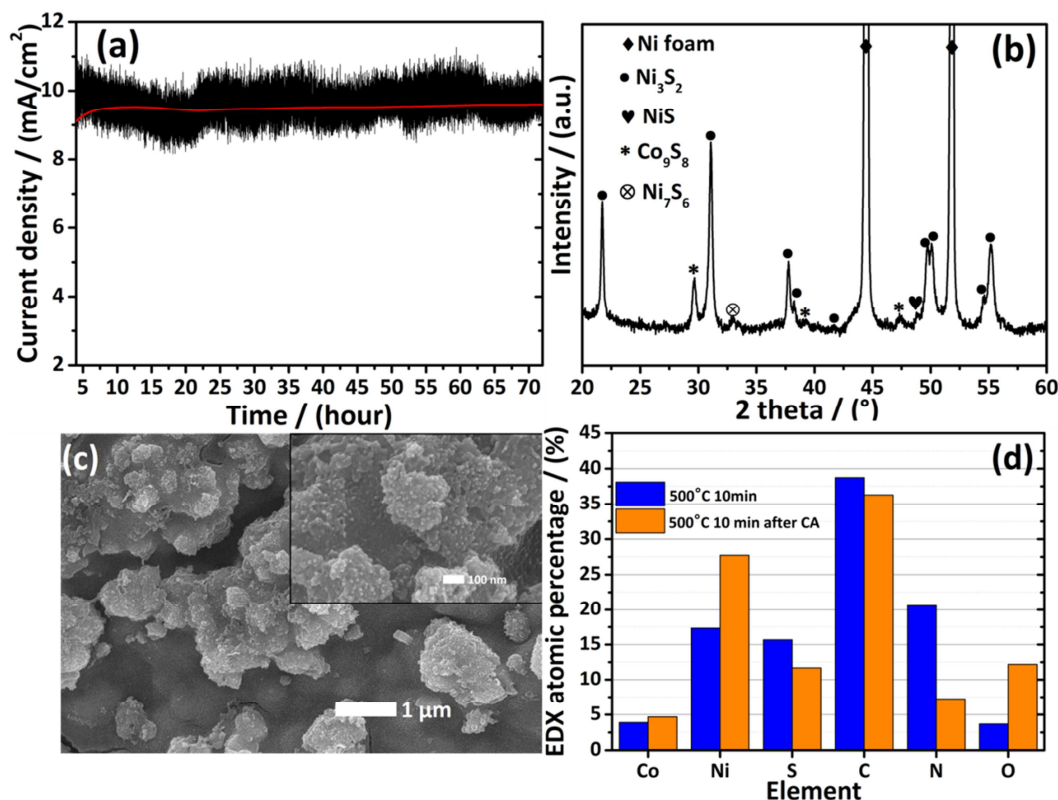 (a)
Current density / (mA/cm²)
12
10
8
6
4
2
5 10 15 20 25 30 35 40 45 50 55 60 65 70
Time / (hour)
(b)
Intensity / (a.u.)
♦ Ni foam
● Ni₃S₂
♥ NiS
* Co₉S₈
⊗ Ni₇S₆
20 25 30 35 40 45 50 55 60
2 theta / (°)
(c)
100 nm
1 µm
(d)
EDX atomic percentage / (%)
45
40
35
30
25
20
15
10
5
0
500°C 10min
500°C 10 min after CA
Co Ni S C N O
Element